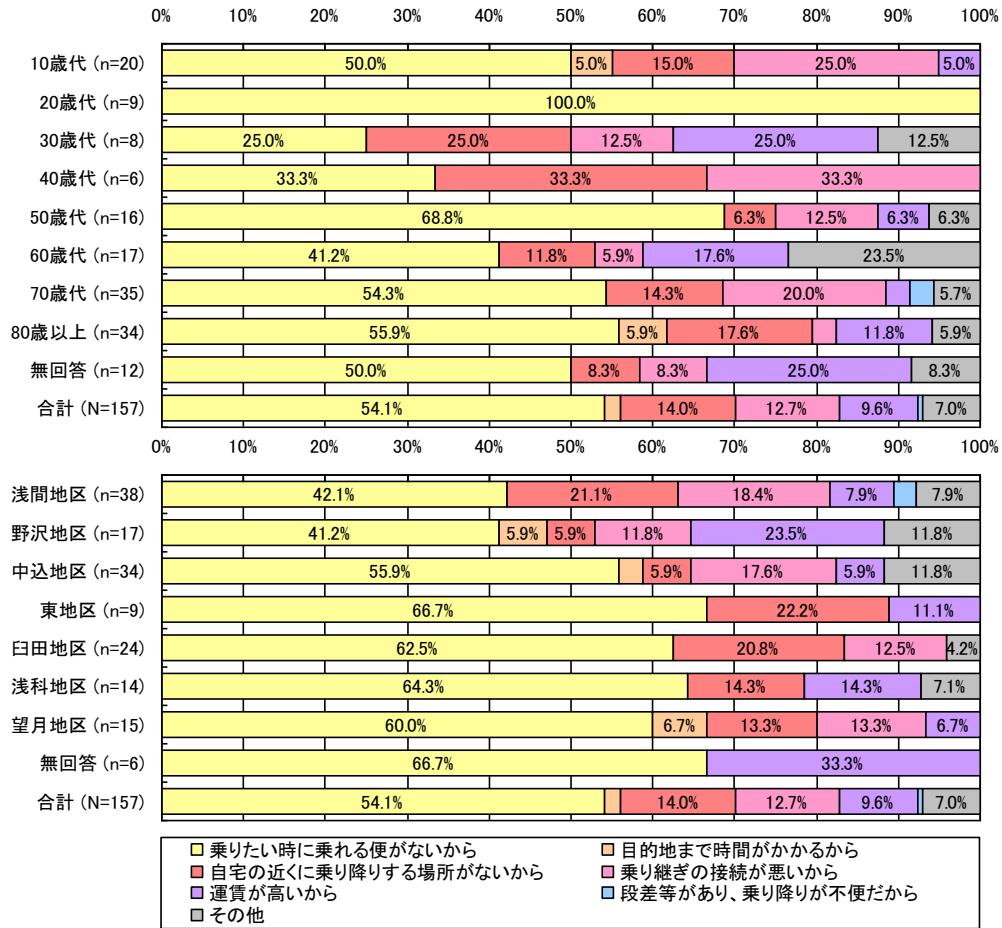 0% 10% 20% 30% 40% 50% 60% 70% 80% 90% 100%
10歳代 (n=20) 50.0% 5.0% 15.0% 25.0% 5.0%
20歳代 (n=9) 100.0%
30歳代 (n=8) 25.0% 25.0% 12.5% 25.0% 12.5%
40歳代 (n=6) 33.3% 33.3% 33.3%
50歳代 (n=16) 68.8% 6.3% 12.5% 6.3% 6.3%
60歳代 (n=17) 41.2% 11.8% 5.9% 17.6% 23.5%
70歳代 (n=35) 54.3% 14.3% 20.0% 5.7%
80歳以上 (n=34) 55.9% 5.9% 17.6% 11.8% 5.9%
無回答 (n=12) 50.0% 8.3% 8.3% 25.0% 8.3%
合計 (N=157) 54.1% 14.0% 12.7% 9.6% 7.0%
0% 10% 20% 30% 40% 50% 60% 70% 80% 90% 100%
浅間地区 (n=38) 42.1% 21.1% 18.4% 7.9% 7.9%
野沢地区 (n=17) 41.2% 5.9% 5.9% 11.8% 23.5% 11.8%
中込地区 (n=34) 55.9% 5.9% 17.6% 5.9% 11.8%
東地区 (n=9) 66.7% 22.2% 11.1%
臼田地区 (n=24) 62.5% 20.8% 12.5% 4.2%
浅科地区 (n=14) 64.3% 14.3% 14.3% 7.1%
望月地区 (n=15) 60.0% 6.7% 13.3% 13.3% 6.7%
無回答 (n=6) 66.7% 33.3%
合計 (N=157) 54.1% 14.0% 12.7% 9.6% 7.0%
乗りたい時に乗れる便がないから 目的地まで時間がかかるから
自宅の近くに乗り降りする場所がないから 乗り継ぎの接続が悪いから
運賃が高いから 段差等があり、乗り降りが不便だから
その他